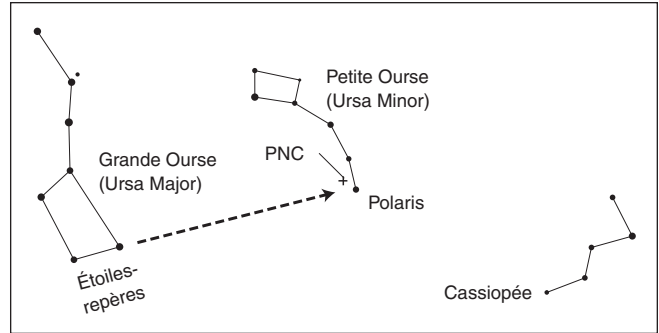 Petite Ourse
(Ursa Minor)
PNC
Grande Ourse
(Ursa Major)
Polaris
Étoiles-
repères
Cassiopée